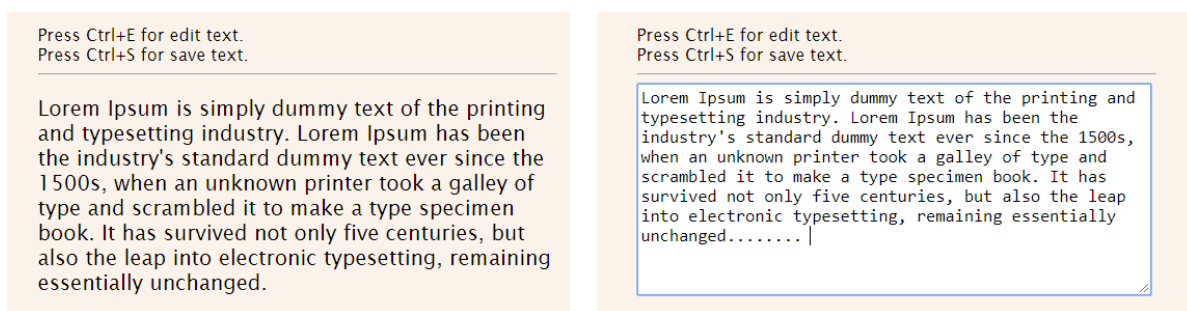 Press Ctrl+E for edit text.
Press Ctrl+S for save text.
Lorem Ipsum is simply dummy text of the printing
and typesetting industry. Lorem Ipsum has been
the industry's standard dummy text ever since the
1500s, when an unknown printer took a galley of
type and scrambled it to make a type specimen
book. It has survived not only five centuries, but
also the leap into electronic typesetting, remaining
essentially unchanged.
Press Ctrl+E for edit text.
Press Ctrl+S for save text.
Lorem Ipsum is simply dummy text of the printing and
typesetting industry. Lorem Ipsum has been the
industry's standard dummy text ever since the 1500s,
when an unknown printer took a galley of type and
scrambled it to make a type specimen book. It has
survived not only five centuries, but also the leap
into electronic typesetting, remaining essentially
unchanged........